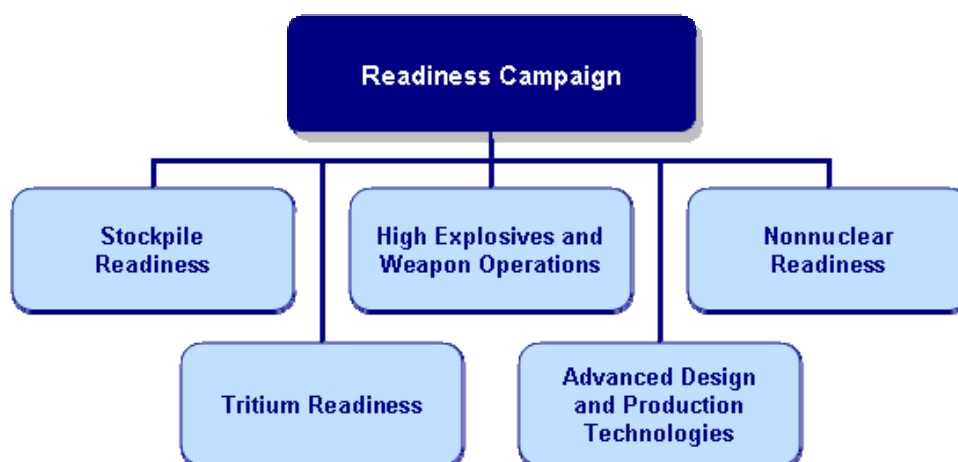 Readiness Campaign
Stockpile
Readiness
High Explosives and
Weapon Operations
Nonnuclear
Readiness
Tritium Readiness
Advanced Design
and Production
Technologies